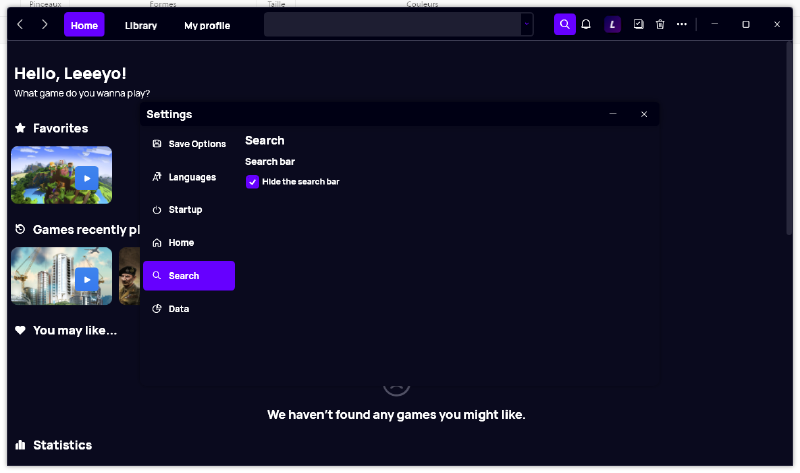 Pinceaux Formes Taille Couleurs
Home Library My profile L
Hello, Leeeyo!
What game do you wanna play?
Favorites
Games recently pl
You may like...
We haven't found any games you might like.
Statistics
Settings
Save Options
Languages
Startup
Home
Search
Data
Search
Search bar
Hide the search bar